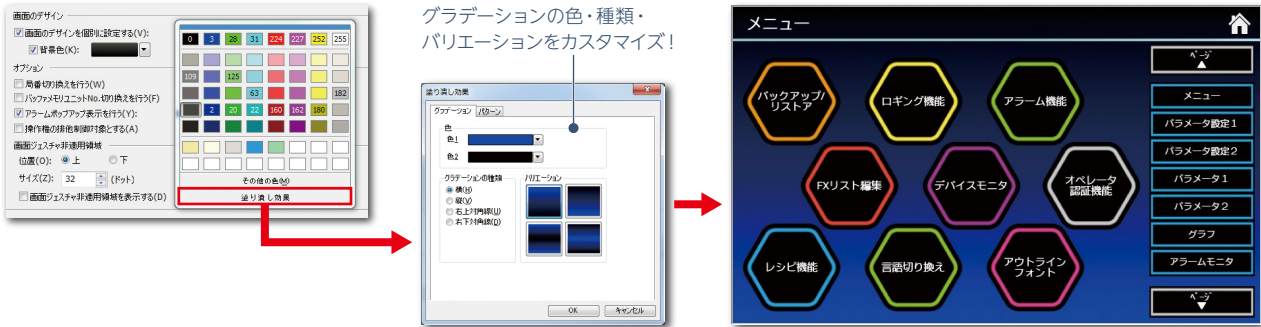 画面のデザイン
画面のデザインを個別に設定する(V):
背景色(K):
オプション
局番切り換えを行う(W)
バッファメモリユニットNo.切り換えを行う(F)
アラームポップアップ表示を行う(Y):
操作権の排他制御対象とする(A)
画面ジェスチャ非適用領域
位置(O): 上 下
サイズ(Z): 32 (ドット)
画面ジェスチャ非適用領域を表示する(D)
0 3 28 31 224 227 252 255
109 125
63 182
2 20 22 160 162 180
その他の色(M)
塗り潰し効果
グラデーションの色・種類・
バリエーションをカスタマイズ!
塗り潰し効果
グラデーション パターン
色
色1
色2
グラデーションの種類
横(H)
縦(V)
右上対角線(U)
右下対角線(D)
バリエーション
OK キャンセル
メニュー
バックアップ/
リストア
ロギング機能
アラーム機能
FXリスト編集
デバイスモニタ
オペレータ
認証機能
レシピ機能
言語切り換え
アウトライン
フォント
ページ
▲
メニュー
パラメータ設定1
パラメータ設定2
パラメータ1
パラメータ2
グラフ
アラームモニタ
ページ
▼